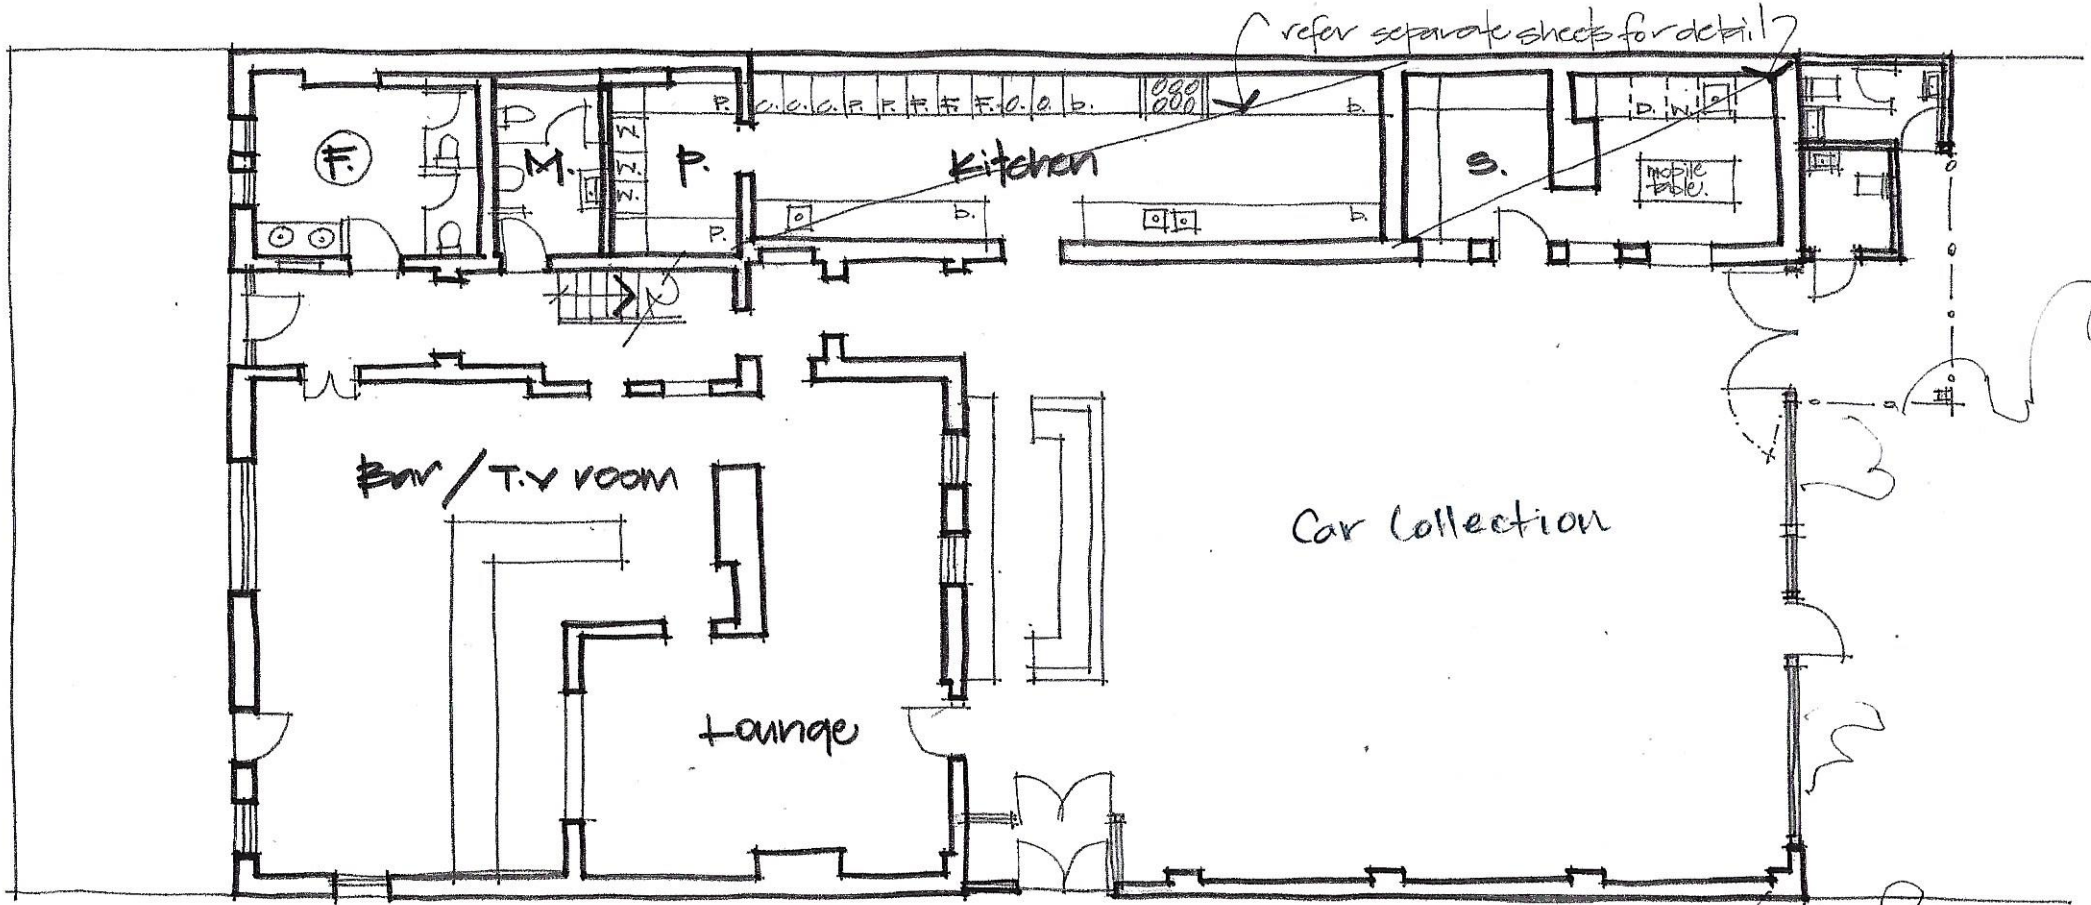 refer separate sheets for detail
P. C. C. C. P. P. P. F. F. O. O. b. b.
D. W.
F. M. P. Kitchen S.
mobile
table.
b. b.
P.
Bar / T.V room
Car Collection
Lounge